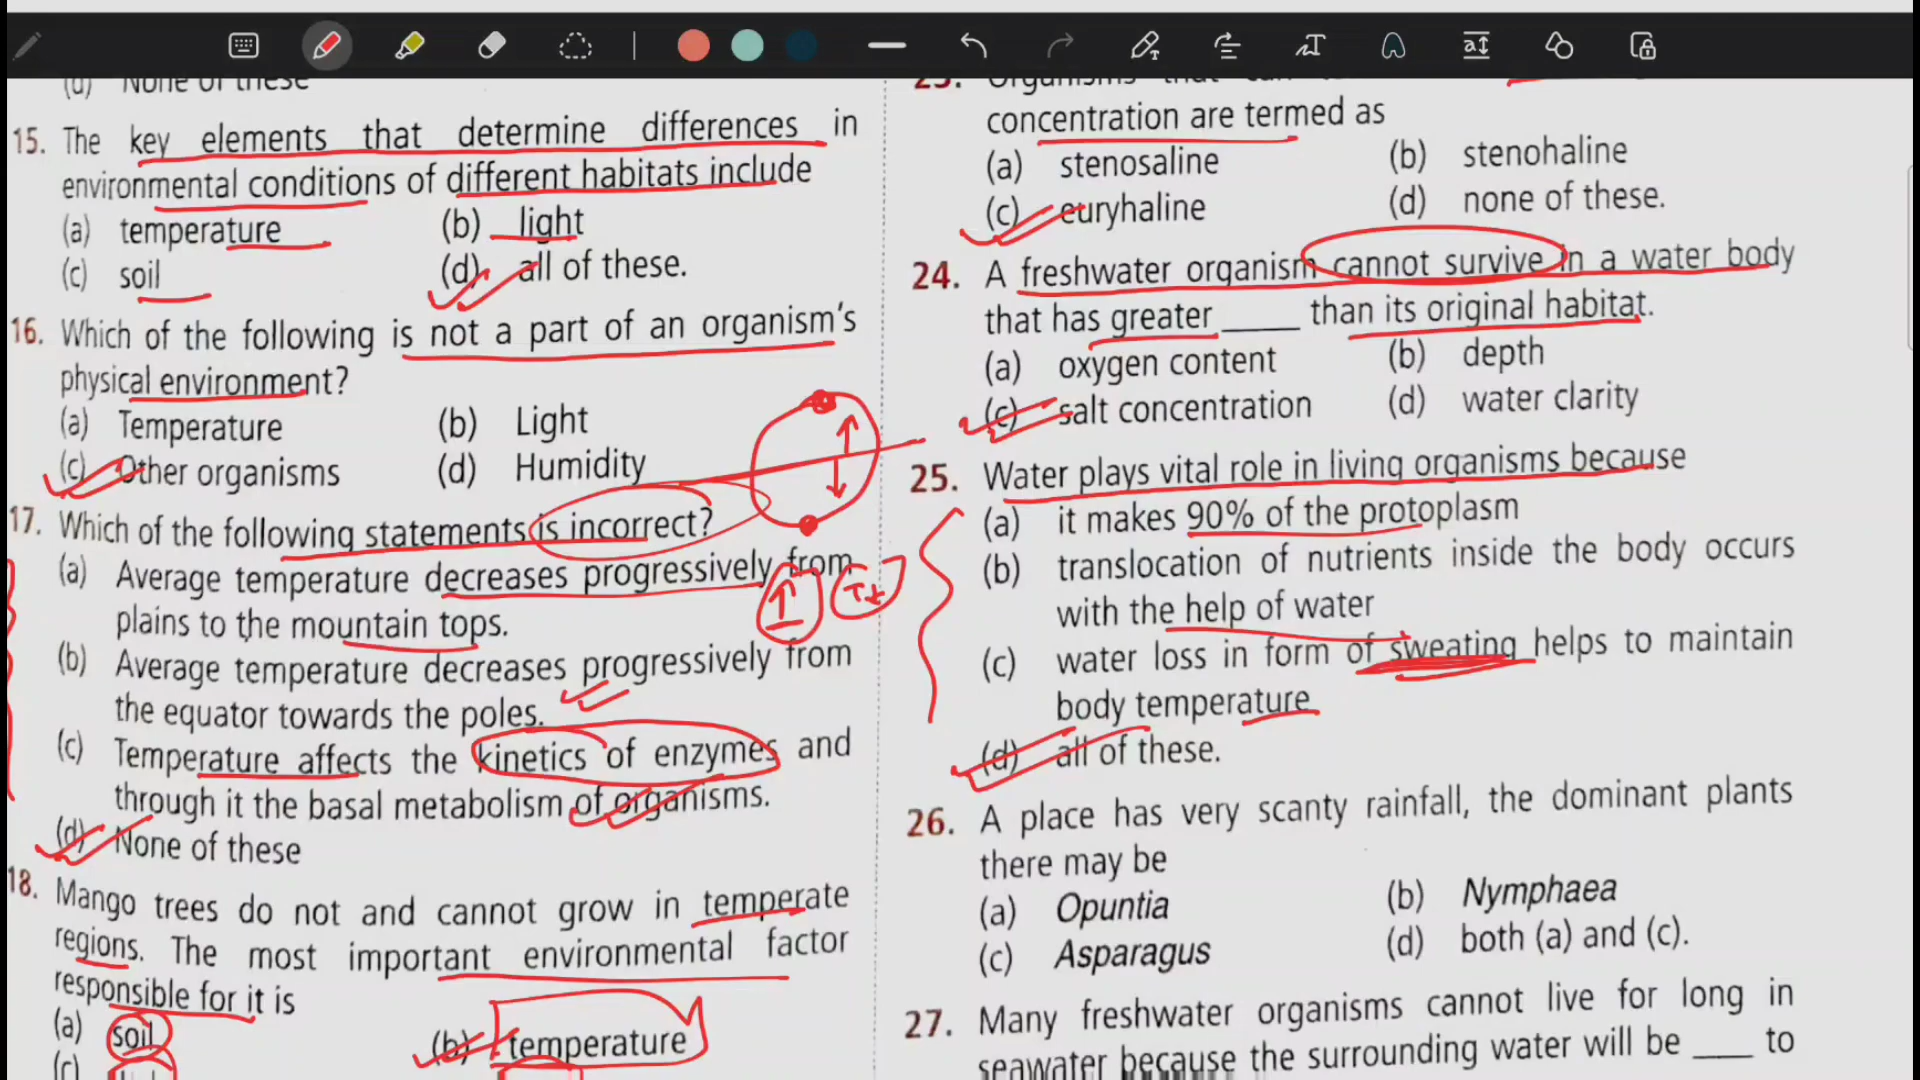 (d) None of these
15. The key elements that determine differences in
environmental conditions of different habitats include
(a) temperature (b) light
(c) soil (d) all of these.
16. Which of the following is not a part of an organism's
physical environment?
(a) Temperature (b) Light
(c) Other organisms (d) Humidity
17. Which of the following statements is incorrect?
(a) Average temperature decreases progressively from
plains to the mountain tops.
(b) Average temperature decreases progressively from
the equator towards the poles.
(c) Temperature affects the kinetics of enzymes and
through it the basal metabolism of organisms.
(d) None of these
18. Mango trees do not and cannot grow in temperate
regions. The most important environmental factor
responsible for it is
(a) soil (b) temperature
(c)
23. Organisms that can
concentration are termed as
(a) stenosaline (b) stenohaline
(c) euryhaline (d) none of these.
24. A freshwater organism cannot survive in a water body
that has greater _____ than its original habitat.
(a) oxygen content (b) depth
(c) salt concentration (d) water clarity
25. Water plays vital role in living organisms because
(a) it makes 90% of the protoplasm
(b) translocation of nutrients inside the body occurs
with the help of water
(c) water loss in form of sweating helps to maintain
body temperature
(d) all of these.
26. A place has very scanty rainfall, the dominant plants
there may be
(a) Opuntia (b) Nymphaea
(c) Asparagus (d) both (a) and (c).
27. Many freshwater organisms cannot live for long in
seawater because the surrounding water will be ____ to